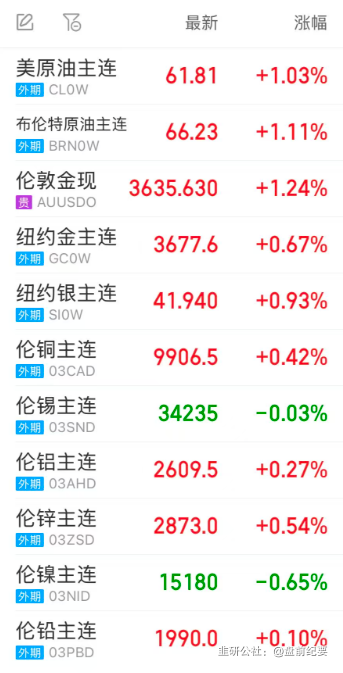 最新 涨幅
美原油主连 61.81 +1.03%
外期 CL0W
布伦特原油主连 66.23 +1.11%
外期 BRN0W
伦敦金现 3635.630 +1.24%
贵 AUUSDO
纽约金主连 3677.6 +0.67%
外期 GC0W
纽约银主连 41.940 +0.93%
外期 SI0W
伦铜主连 9906.5 +0.42%
外期 03CAD
伦锡主连 34235 -0.03%
外期 03SND
伦铝主连 2609.5 +0.27%
外期 03AHD
伦锌主连 2873.0 +0.54%
外期 03ZSD
伦镍主连 15180 -0.65%
外期 03NID
伦铅主连 1990.0 +0.10%
外期 03PBD
韭研公社：@盘前纪要